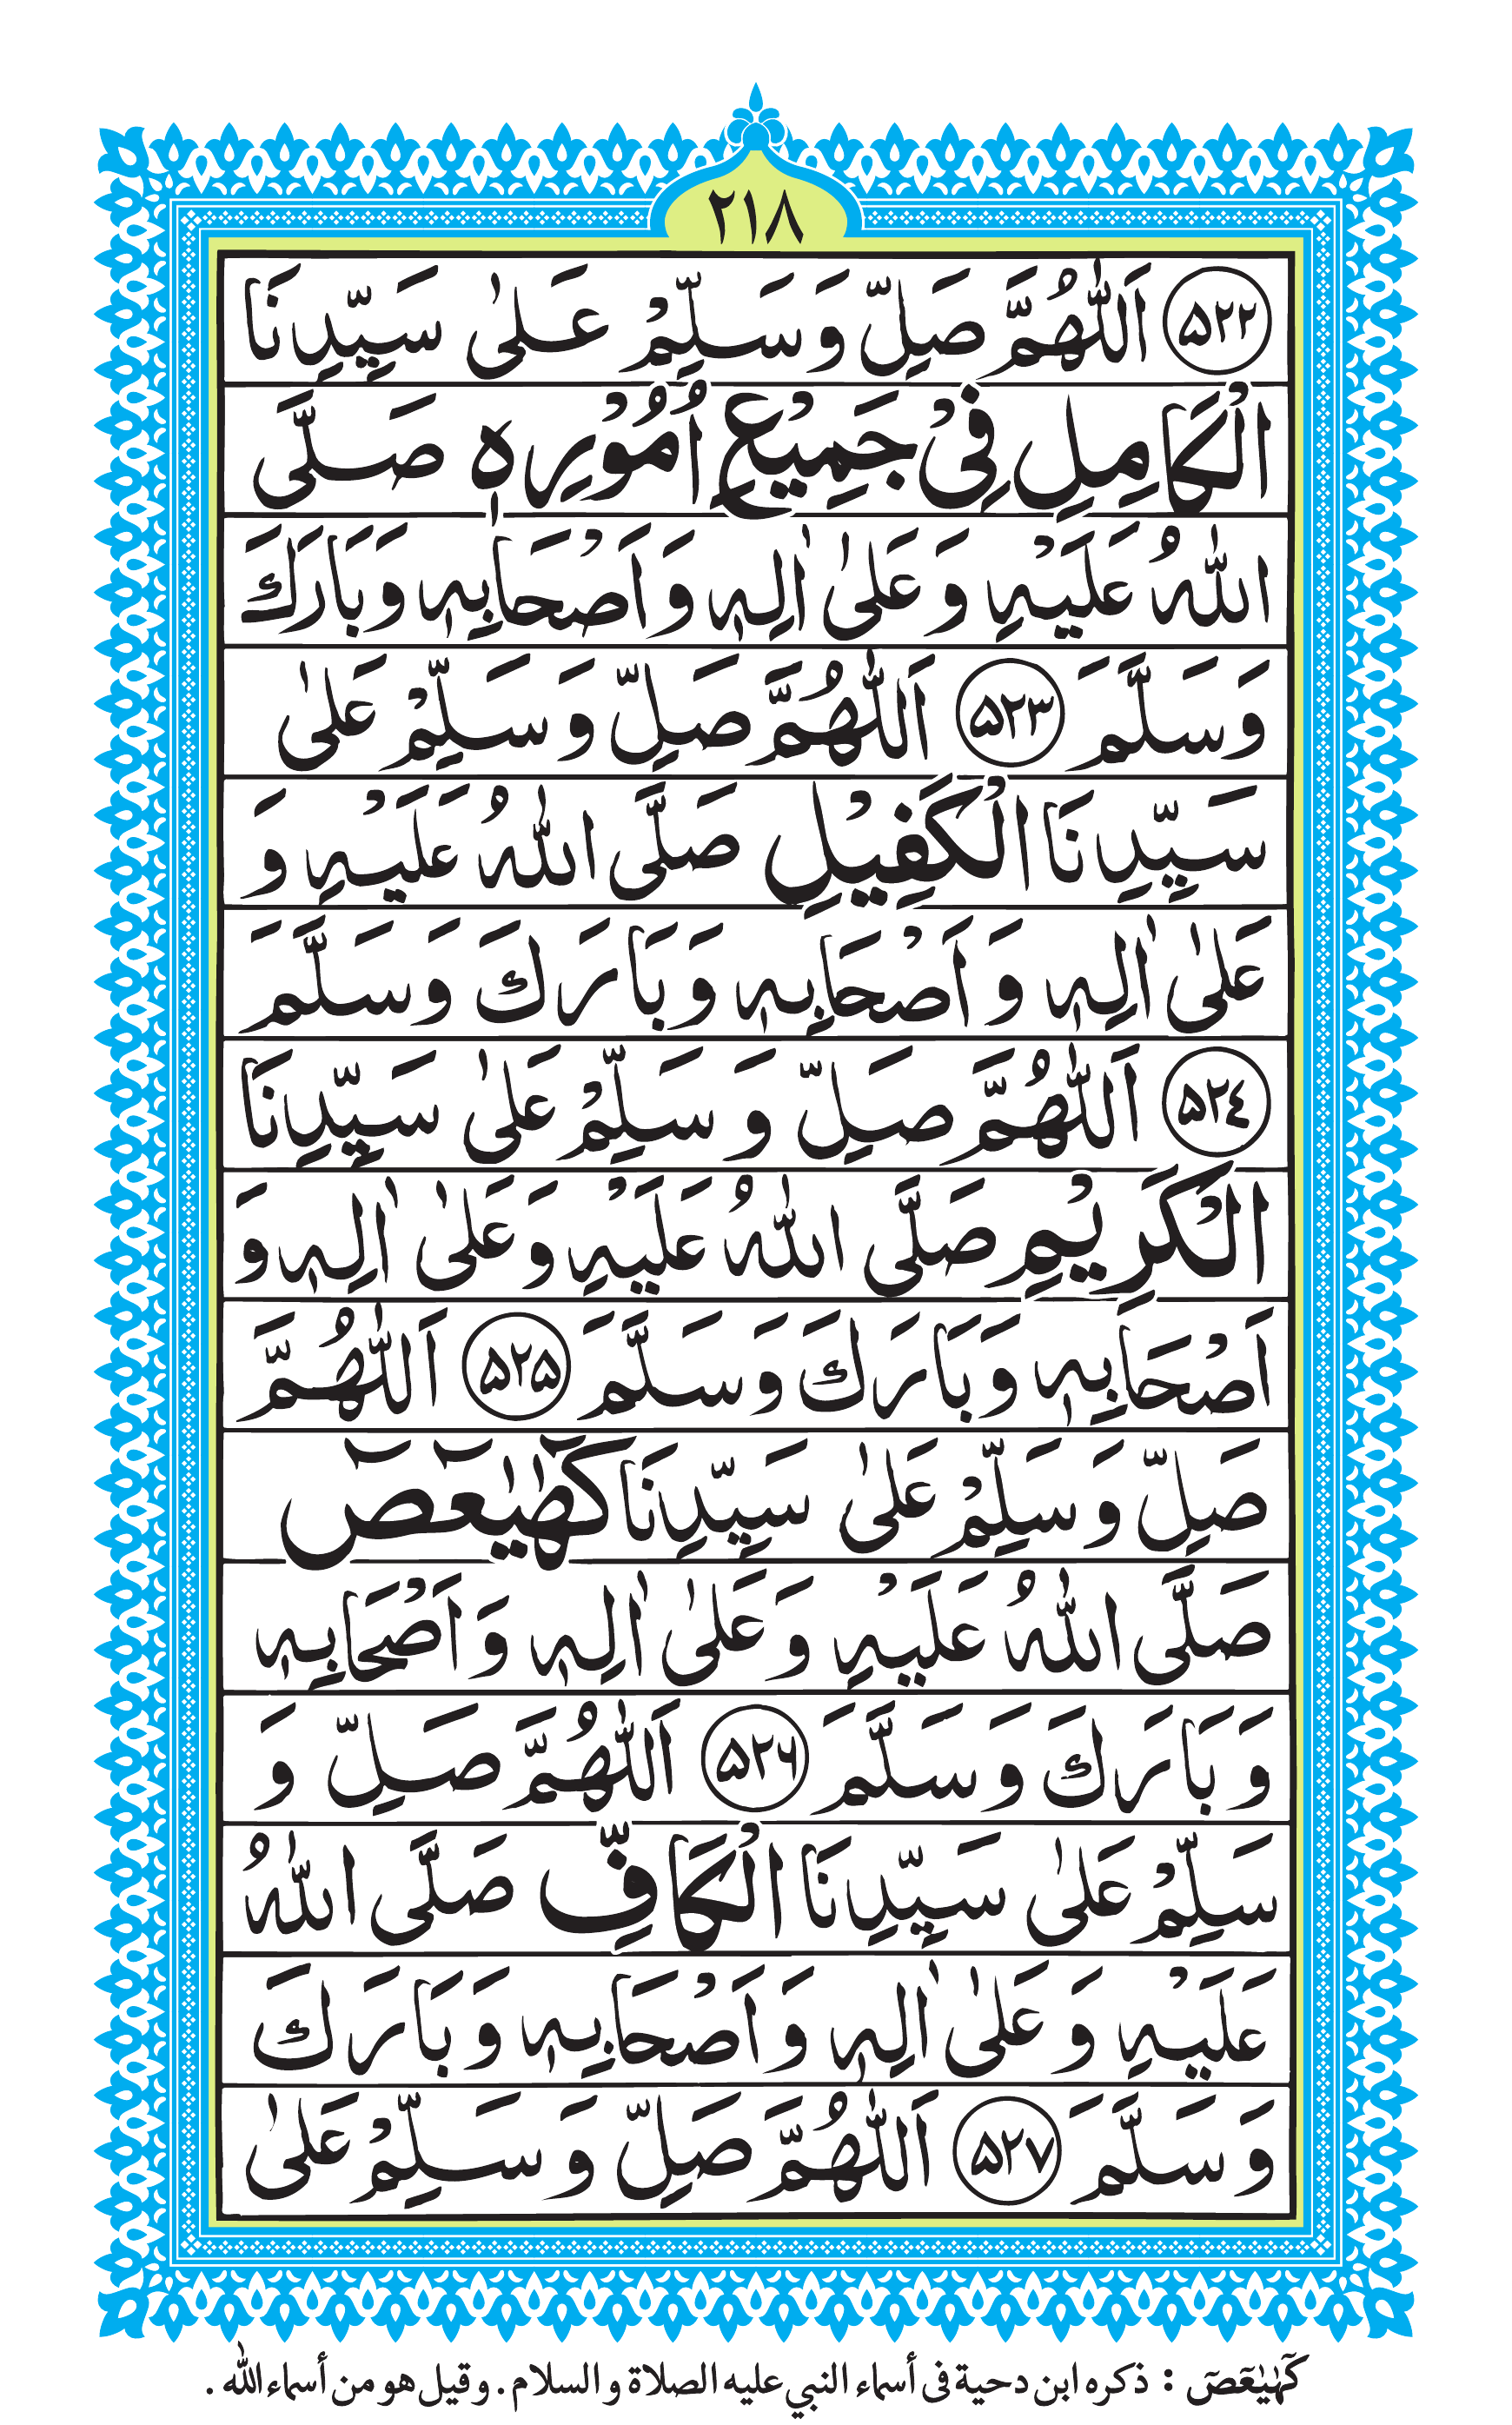 ٢١٨
٥٢٢ اَللّٰهُمَّ صَلِّ وَسَلِّمْ عَلٰى سَيِّدِنَا
الْكَامِلِ فِيْ جَمِيْعِ اُمُوْرِهٖ صَلَّى
اللّٰهُ عَلَيْهِ وَعَلٰى اٰلِهٖ وَاَصْحَابِهٖ وَبَارَكَ
وَسَلَّمَ ٥٢٣ اَللّٰهُمَّ صَلِّ وَسَلِّمْ عَلٰى
سَيِّدِنَا الْكَفِيْلِ صَلَّى اللّٰهُ عَلَيْهِ وَ
عَلٰى اٰلِهٖ وَاَصْحَابِهٖ وَبَارَكَ وَسَلَّمَ
٥٢٤ اَللّٰهُمَّ صَلِّ وَسَلِّمْ عَلٰى سَيِّدِنَا
الْكَرِيْمِ صَلَّى اللّٰهُ عَلَيْهِ وَعَلٰى اٰلِهٖ وَ
اَصْحَابِهٖ وَبَارَكَ وَسَلَّمَ ٥٢٥ اَللّٰهُمَّ
صَلِّ وَسَلِّمْ عَلٰى سَيِّدِنَا كٓهٰيٰعٓصٓ
صَلَّى اللّٰهُ عَلَيْهِ وَعَلٰى اٰلِهٖ وَاَصْحَابِهٖ
وَبَارَكَ وَسَلَّمَ ٥٢٦ اَللّٰهُمَّ صَلِّ وَ
سَلِّمْ عَلٰى سَيِّدِنَا الْكَافِّ صَلَّى اللّٰهُ
عَلَيْهِ وَعَلٰى اٰلِهٖ وَاَصْحَابِهٖ وَبَارَكَ
وَسَلَّمَ ٥٢٧ اَللّٰهُمَّ صَلِّ وَسَلِّمْ عَلٰى
كٓهٰيٰعٓصٓ : ذكره ابن دحية فى أسماء النبي عليه الصلاة والسلام . وقيل هو من أسماء الله .